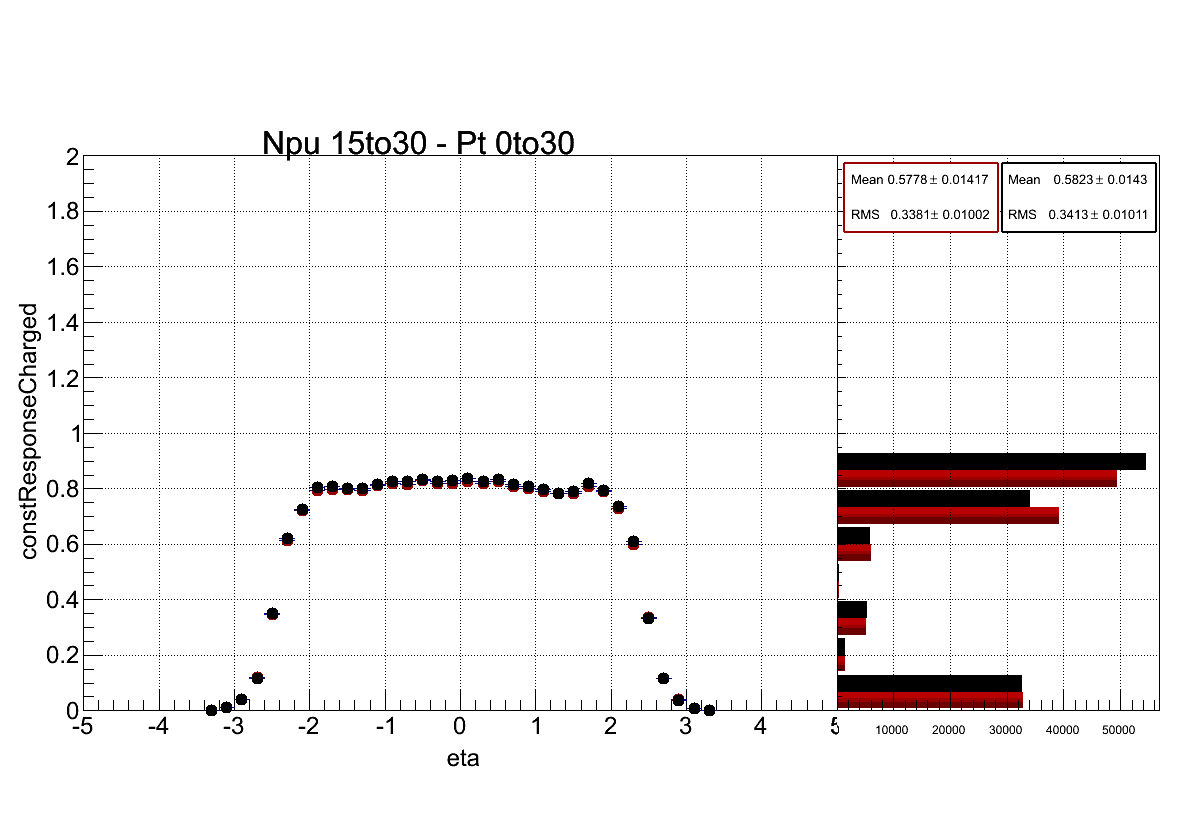 Npu 15to30 - Pt 0to30
constResponseCharged
2
1.8
1.6
1.4
1.2
1
0.8
0.6
0.4
0.2
0
-5 -4 -3 -2 -1 0 1 2 3 4 5
eta
Mean 0.5778 ± 0.01417
RMS 0.3381 ± 0.01002
Mean 0.5823 ± 0.0143
RMS 0.3413 ± 0.01011
10000 20000 30000 40000 50000